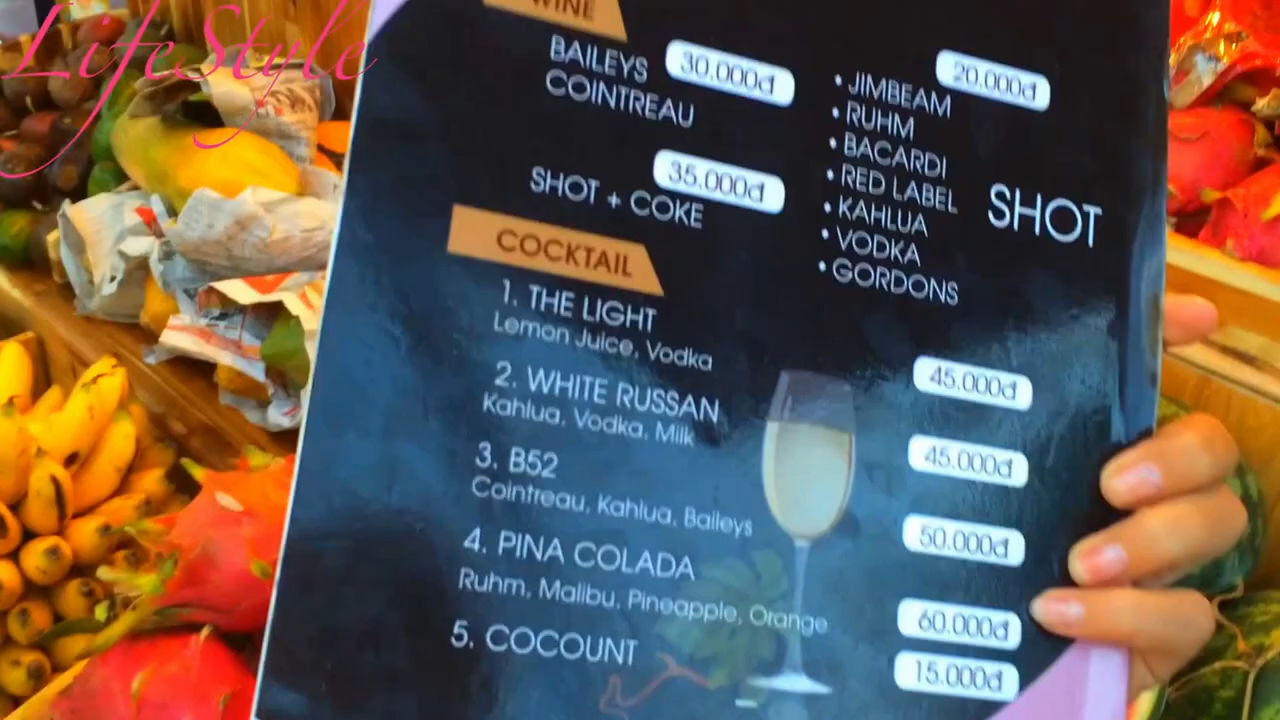 LifeStyle
WINE
BAILEYS 30.000đ
COINTREAU
35.000đ
SHOT + COKE
20.000đ
• JIMBEAM
• RUHM
• BACARDI
• RED LABEL
• KAHLUA
• VODKA
• GORDONS
SHOT
COCKTAIL
1. THE LIGHT
Lemon Juice, Vodka
45.000đ
2. WHITE RUSSAN
Kahlua, Vodka, Milk
45.000đ
3. B52
Cointreau, Kahlua, Baileys
50.000đ
4. PINA COLADA
Ruhm, Malibu, Pineapple, Orange
60.000đ
5. COCOUNT
15.000đ